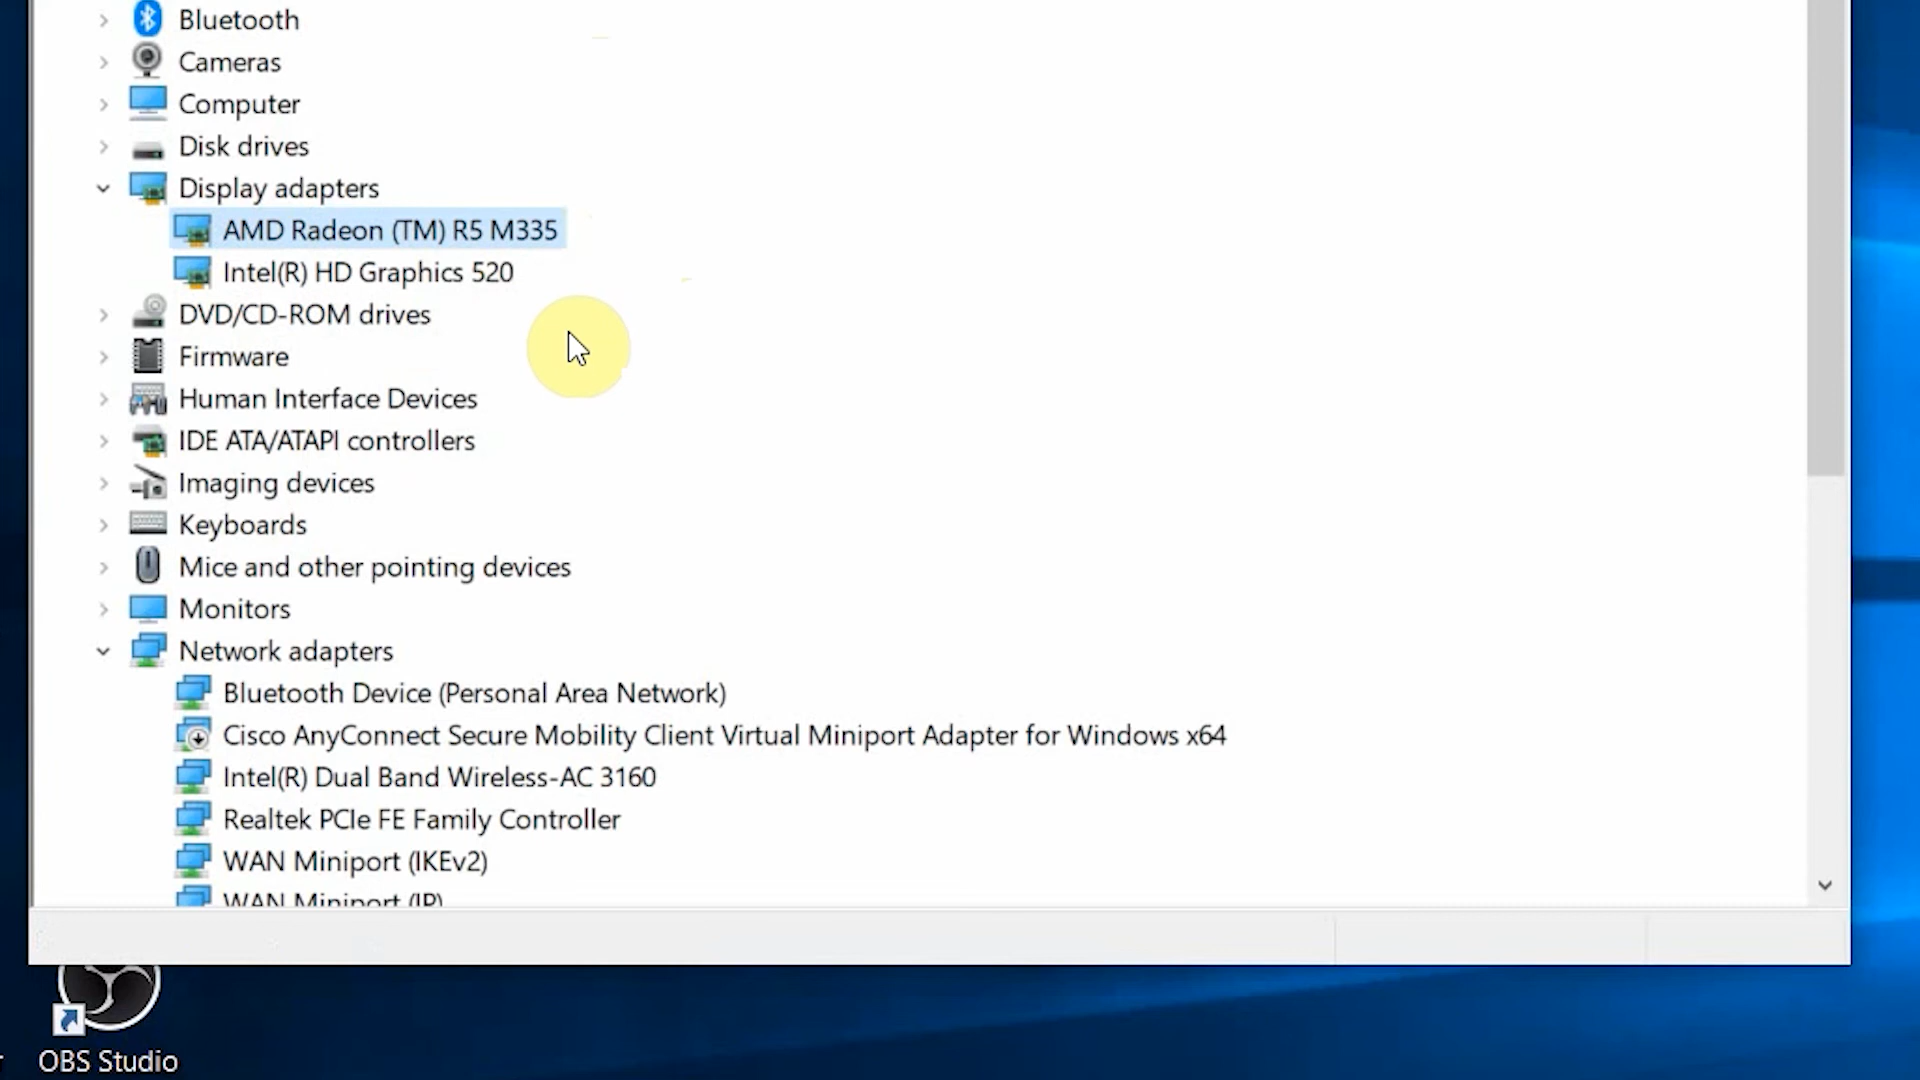 Bluetooth
Cameras
Computer
Disk drives
Display adapters
AMD Radeon (TM) R5 M335
Intel(R) HD Graphics 520
DVD/CD-ROM drives
Firmware
Human Interface Devices
IDE ATA/ATAPI controllers
Imaging devices
Keyboards
Mice and other pointing devices
Monitors
Network adapters
Bluetooth Device (Personal Area Network)
Cisco AnyConnect Secure Mobility Client Virtual Miniport Adapter for Windows x64
Intel(R) Dual Band Wireless-AC 3160
Realtek PCIe FE Family Controller
WAN Miniport (IKEv2)
WAN Miniport (IP)
OBS Studio